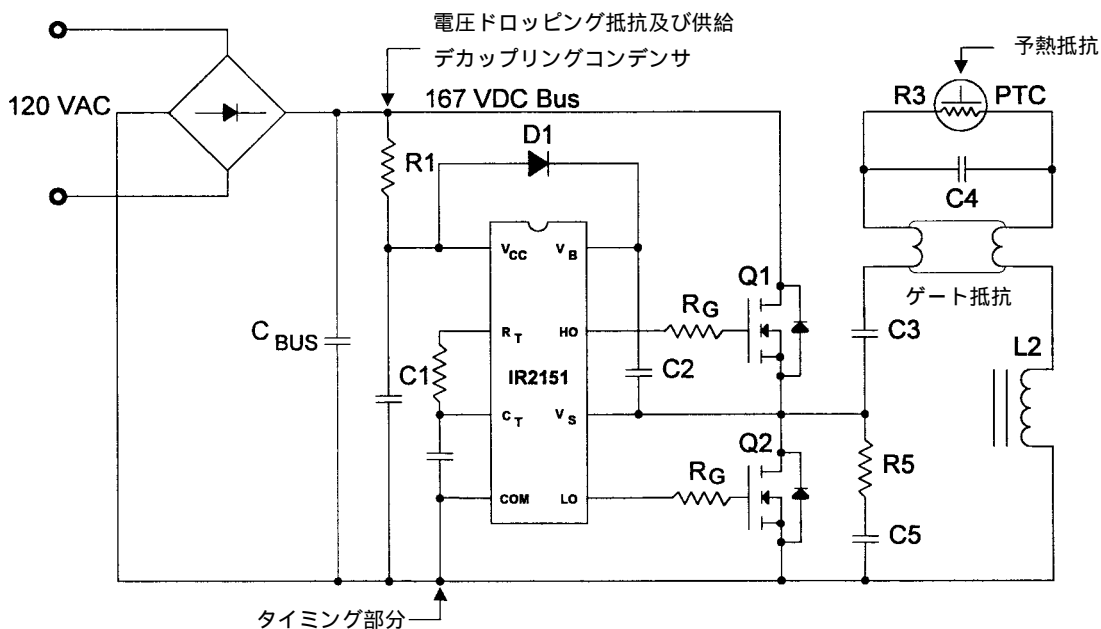 電圧ドロッピング抵抗及び供給
デカップリングコンデンサ
予熱抵抗
120 VAC
167 VDC Bus
R3
PTC
D1
R1
C4
VCC
VB
Q1
ゲート抵抗
RG
C BUS
RT
HO
C3
C1
IR2151
C2
L2
CT
VS
Q2
RG
R5
COM
LO
C5
タイミング部分